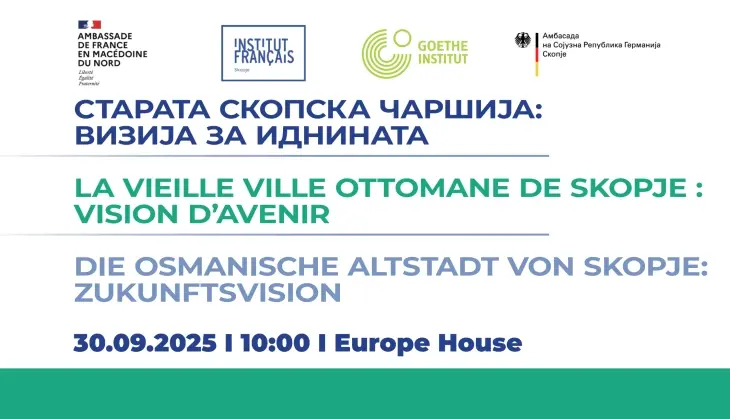 AMBASSADE
DE FRANCE
EN MACÉDOINE
DU NORD
Liberté
Égalité
Fraternité
INSTITUT
FRANÇAIS
Skopje
GOETHE
INSTITUT
Амбасада
на Сојузна Република Германија
Скопје
СТАРАТА СКОПСКА ЧАРШИЈА:
ВИЗИЈА ЗА ИДНИНАТА
LA VIEILLE VILLE OTTOMANE DE SKOPJE :
VISION D’AVENIR
DIE OSMANISCHE ALTSTADT VON SKOPJE:
ZUKUNFTSVISION
30.09.2025 I 10:00 I Europe House